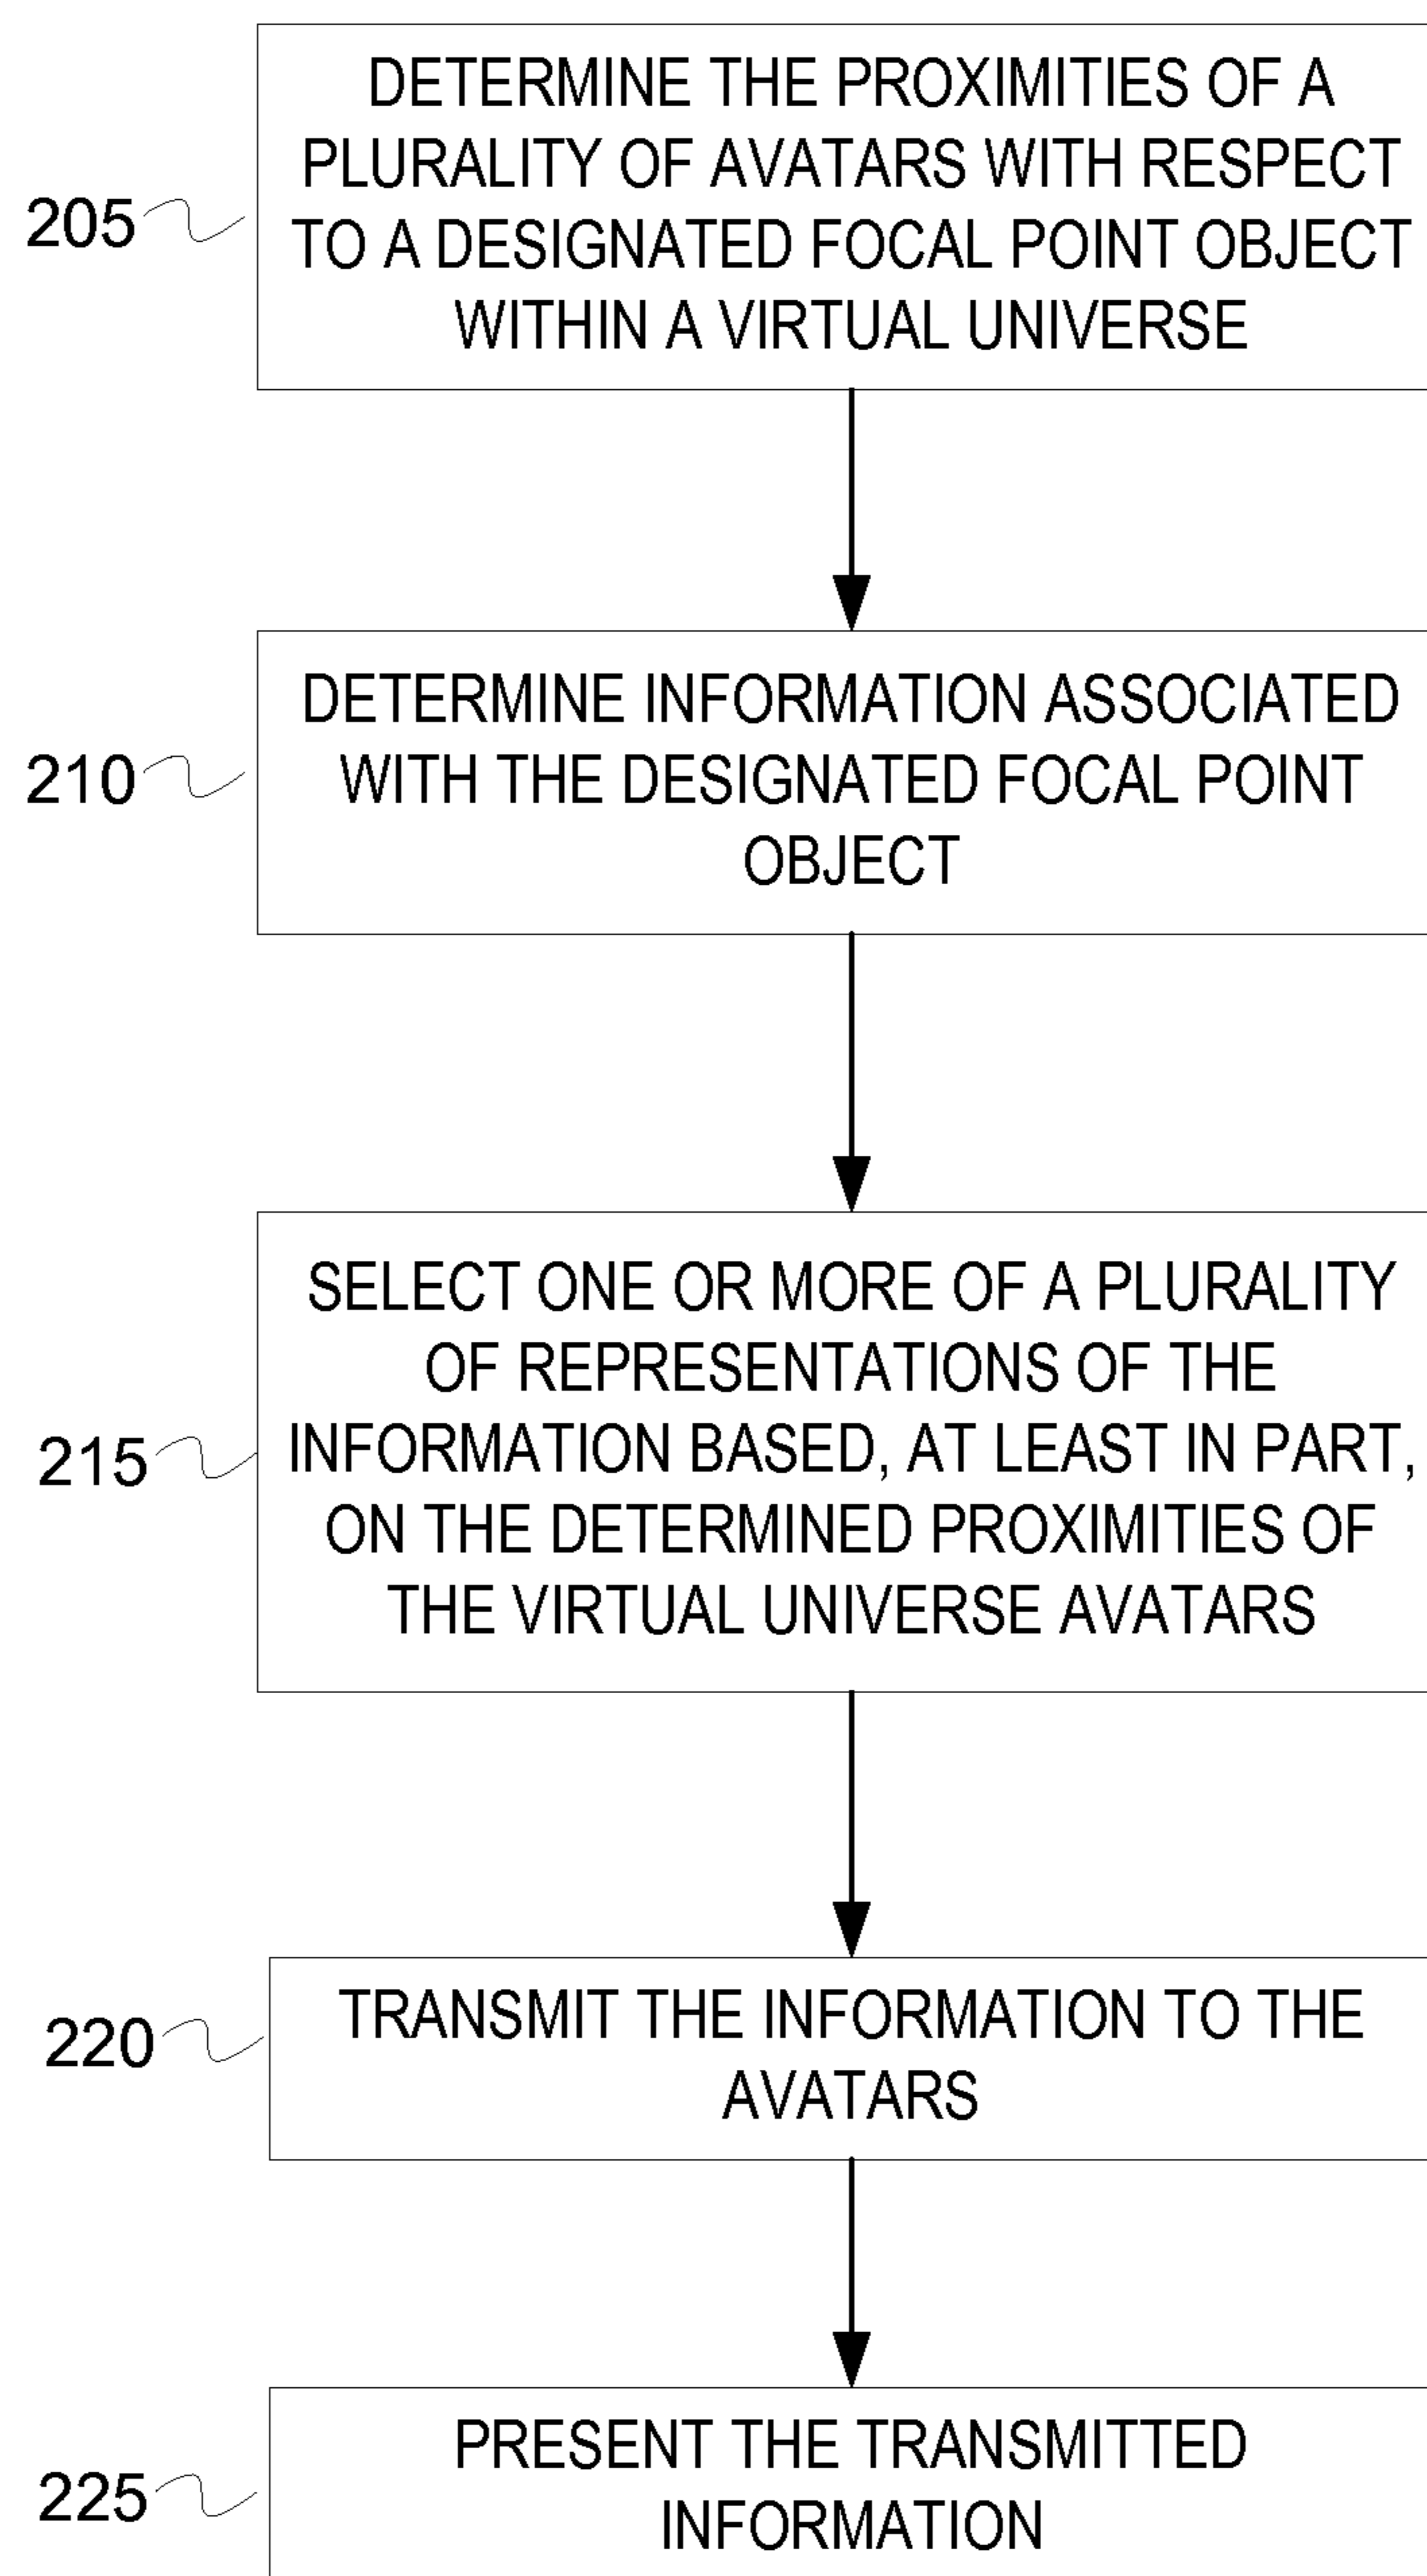 DETERMINE THE PROXIMITIES OF A
PLURALITY OF AVATARS WITH RESPECT
TO A DESIGNATED FOCAL POINT OBJECT
WITHIN A VIRTUAL UNIVERSE
205
DETERMINE INFORMATION ASSOCIATED
WITH THE DESIGNATED FOCAL POINT
OBJECT
210
SELECT ONE OR MORE OF A PLURALITY
OF REPRESENTATIONS OF THE
INFORMATION BASED, AT LEAST IN PART,
ON THE DETERMINED PROXIMITIES OF
THE VIRTUAL UNIVERSE AVATARS
215
TRANSMIT THE INFORMATION TO THE
AVATARS
220
PRESENT THE TRANSMITTED
INFORMATION
225